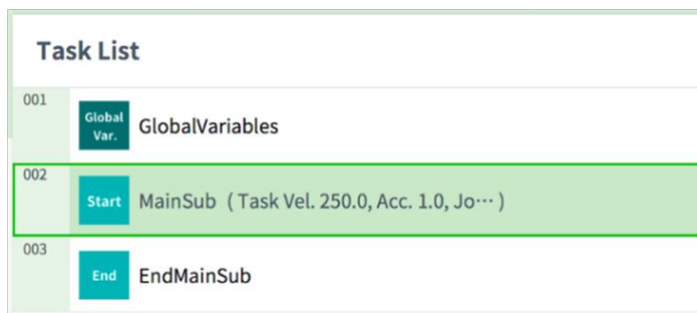 Task List
001
Global
Var.
GlobalVariables
002
Start
MainSub ( Task Vel. 250.0, Acc. 1.0, Jo··· )
003
End
EndMainSub